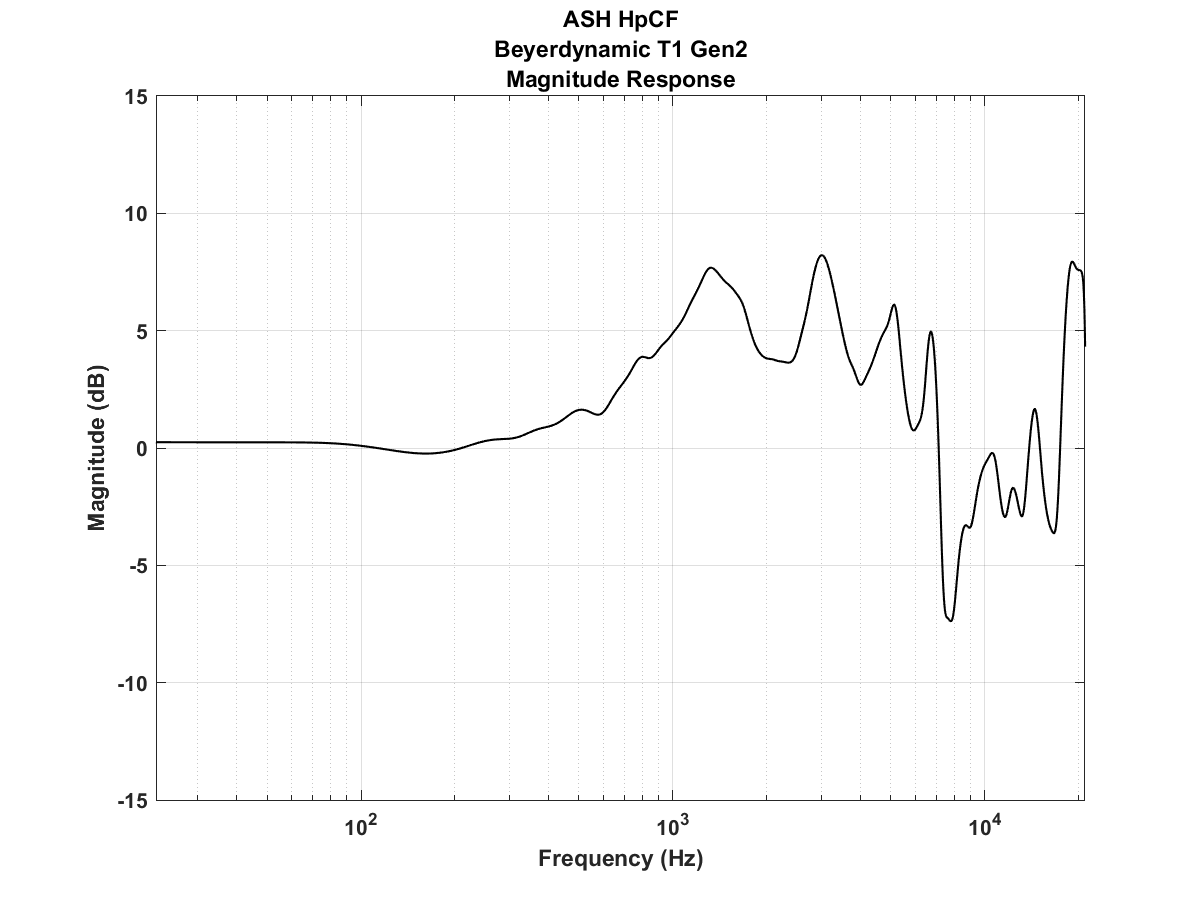 ASH HpCF
Beyerdynamic T1 Gen2
Magnitude Response
15
10
5
0
-5
-10
-15
Magnitude (dB)
10² 10³ 10⁴
Frequency (Hz)